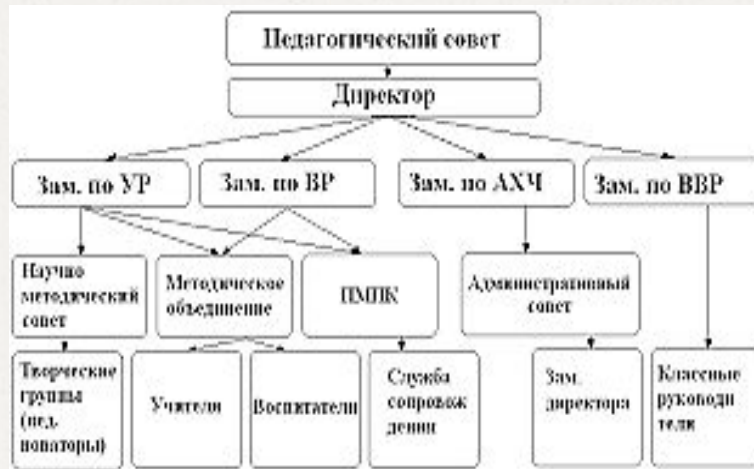 Педагогический совет
Директор
Зам. по УР
Зам. по ВР
Зам. по АХЧ
Зам. по ВВР
Научно
методический
совет
Методическое
объединение
ПМПК
Административный
совет
Творческие
группы
(пед.
новаторы)
Учители
Воспитатели
Служба
сопровож
дения
Зам.
директора
Классные
руководи
тели